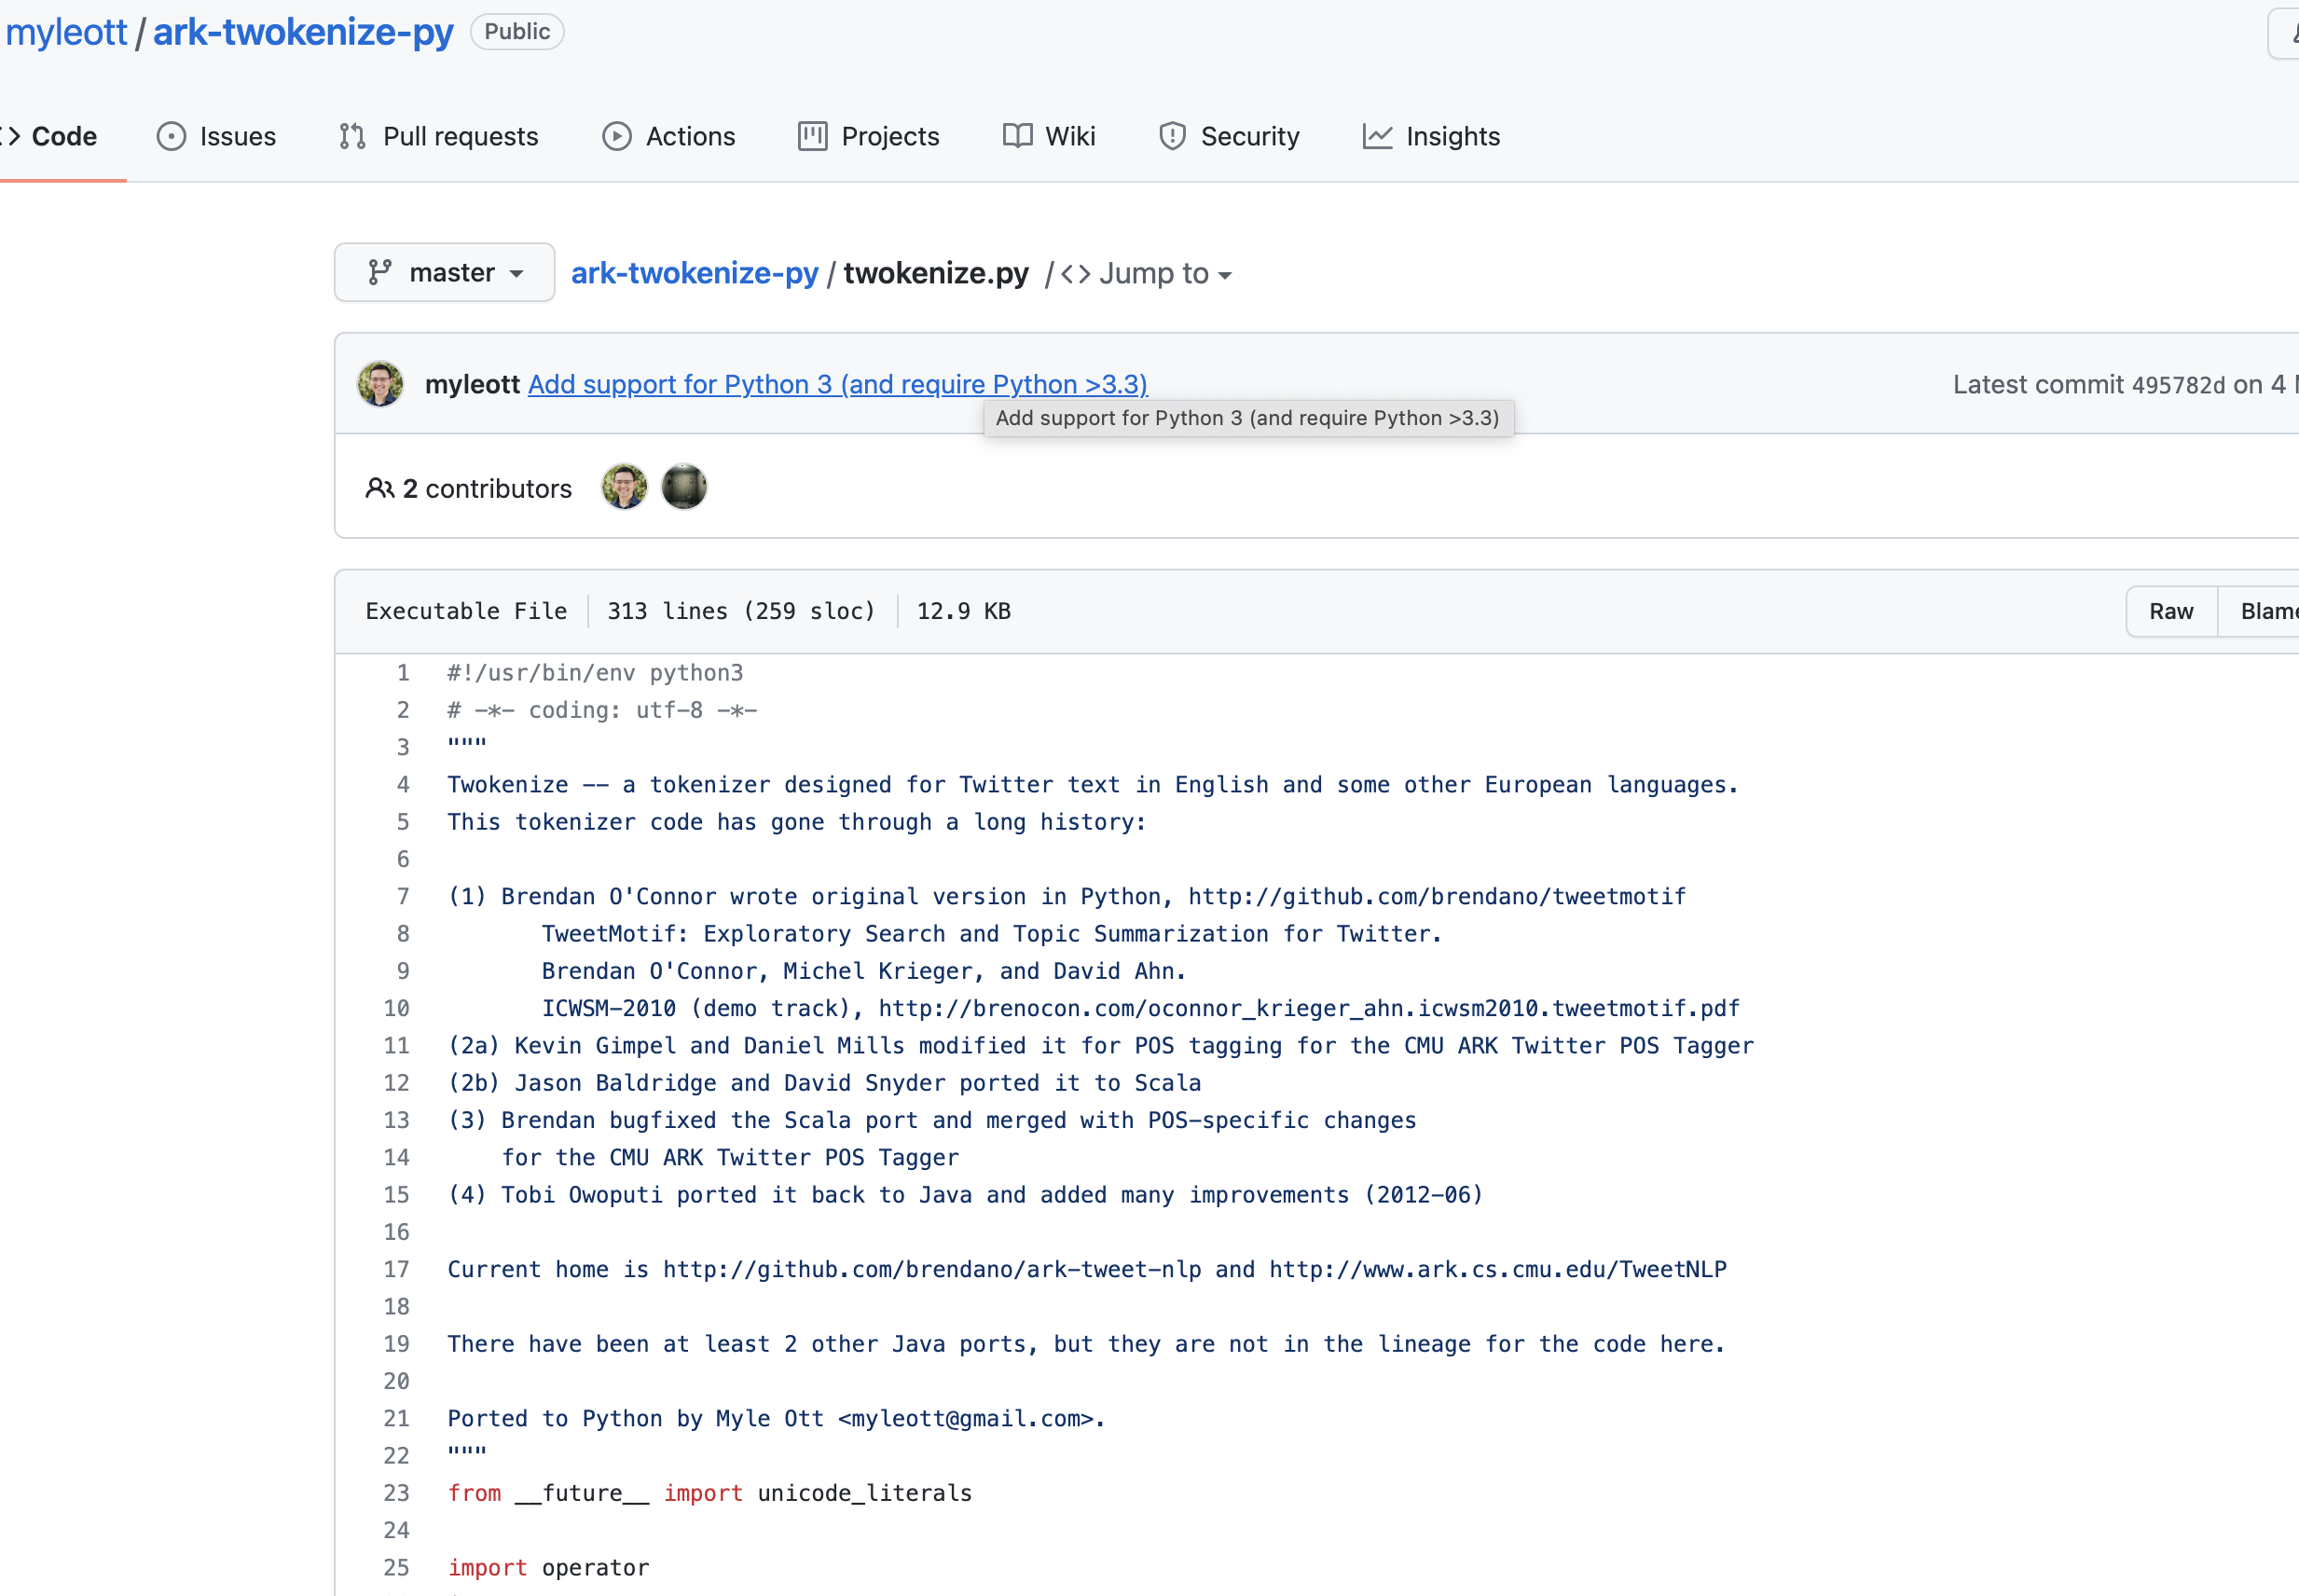 myleott / ark-twokenize-py Public
Code Issues Pull requests Actions Projects Wiki Security Insights
master ark-twokenize-py / twokenize.py / <> Jump to
myleott Add support for Python 3 (and require Python >3.3) Latest commit 495782d on 4
Add support for Python 3 (and require Python >3.3)
2 contributors
Executable File 313 lines (259 sloc) 12.9 KB Raw Blame
1 #!/usr/bin/env python3
2 # -*- coding: utf-8 -*-
3 """
4 Twokenize -- a tokenizer designed for Twitter text in English and some other European languages.
5 This tokenizer code has gone through a long history:
6
7 (1) Brendan O'Connor wrote original version in Python, http://github.com/brendano/tweetmotif
8 TweetMotif: Exploratory Search and Topic Summarization for Twitter.
9 Brendan O'Connor, Michel Krieger, and David Ahn.
10 ICWSM-2010 (demo track), http://brenocon.com/oconnor_krieger_ahn.icwsm2010.tweetmotif.pdf
11 (2a) Kevin Gimpel and Daniel Mills modified it for POS tagging for the CMU ARK Twitter POS Tagger
12 (2b) Jason Baldridge and David Snyder ported it to Scala
13 (3) Brendan bugfixed the Scala port and merged with POS-specific changes
14 for the CMU ARK Twitter POS Tagger
15 (4) Tobi Owoputi ported it back to Java and added many improvements (2012-06)
16
17 Current home is http://github.com/brendano/ark-tweet-nlp and http://www.ark.cs.cmu.edu/TweetNLP
18
19 There have been at least 2 other Java ports, but they are not in the lineage for the code here.
20
21 Ported to Python by Myle Ott <myleott@gmail.com>.
22 """
23 from __future__ import unicode_literals
24
25 import operator